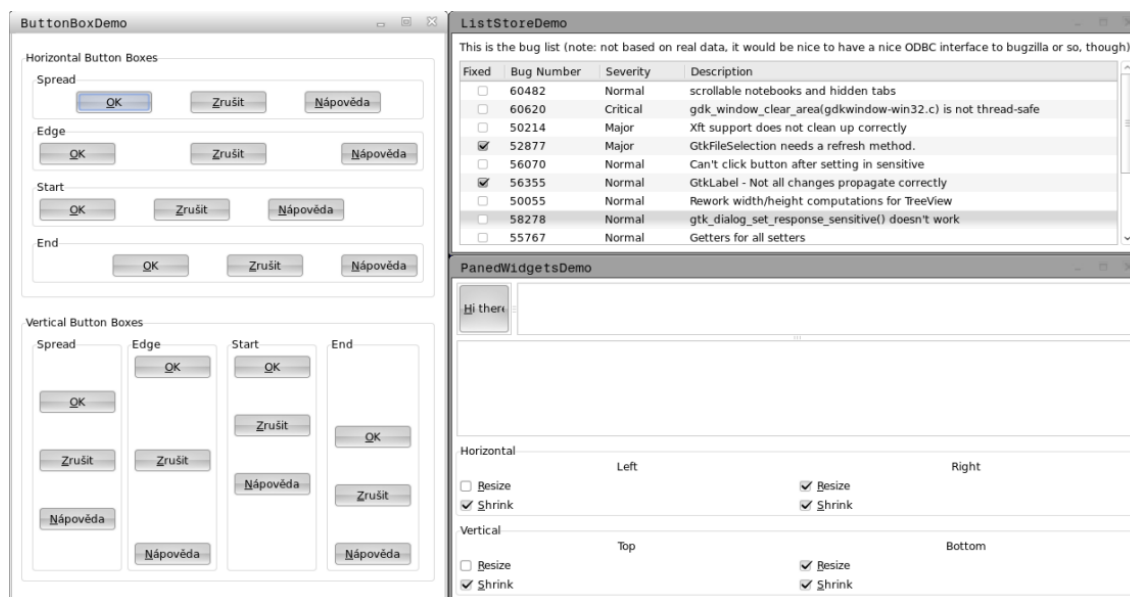 ButtonBoxDemo
Horizontal Button Boxes
Spread
OK Zrušit Nápověda
Edge
OK Zrušit Nápověda
Start
OK Zrušit Nápověda
End
OK Zrušit Nápověda
Vertical Button Boxes
Spread
OK
Zrušit
Nápověda
Edge
OK
Zrušit
Nápověda
Start
OK
Zrušit
Nápověda
End
OK
Zrušit
Nápověda
ListStoreDemo
This is the bug list (note: not based on real data, it would be nice to have a nice ODBC interface to bugzilla or so, though)
Fixed Bug Number Severity Description
60482 Normal scrollable notebooks and hidden tabs
60620 Critical gdk_window_clear_area(gdkwindow-win32.c) is not thread-safe
50214 Major Xft support does not clean up correctly
52877 Major GtkFileSelection needs a refresh method.
56070 Normal Can't click button after setting in sensitive
56355 Normal GtkLabel - Not all changes propagate correctly
50055 Normal Rework width/height computations for TreeView
58278 Normal gtk_dialog_set_response_sensitive() doesn't work
55767 Normal Getters for all setters
PanedWidgetsDemo
Hi there
Horizontal
Left Right
Resize Resize
Shrink Shrink
Vertical
Top Bottom
Resize Resize
Shrink Shrink